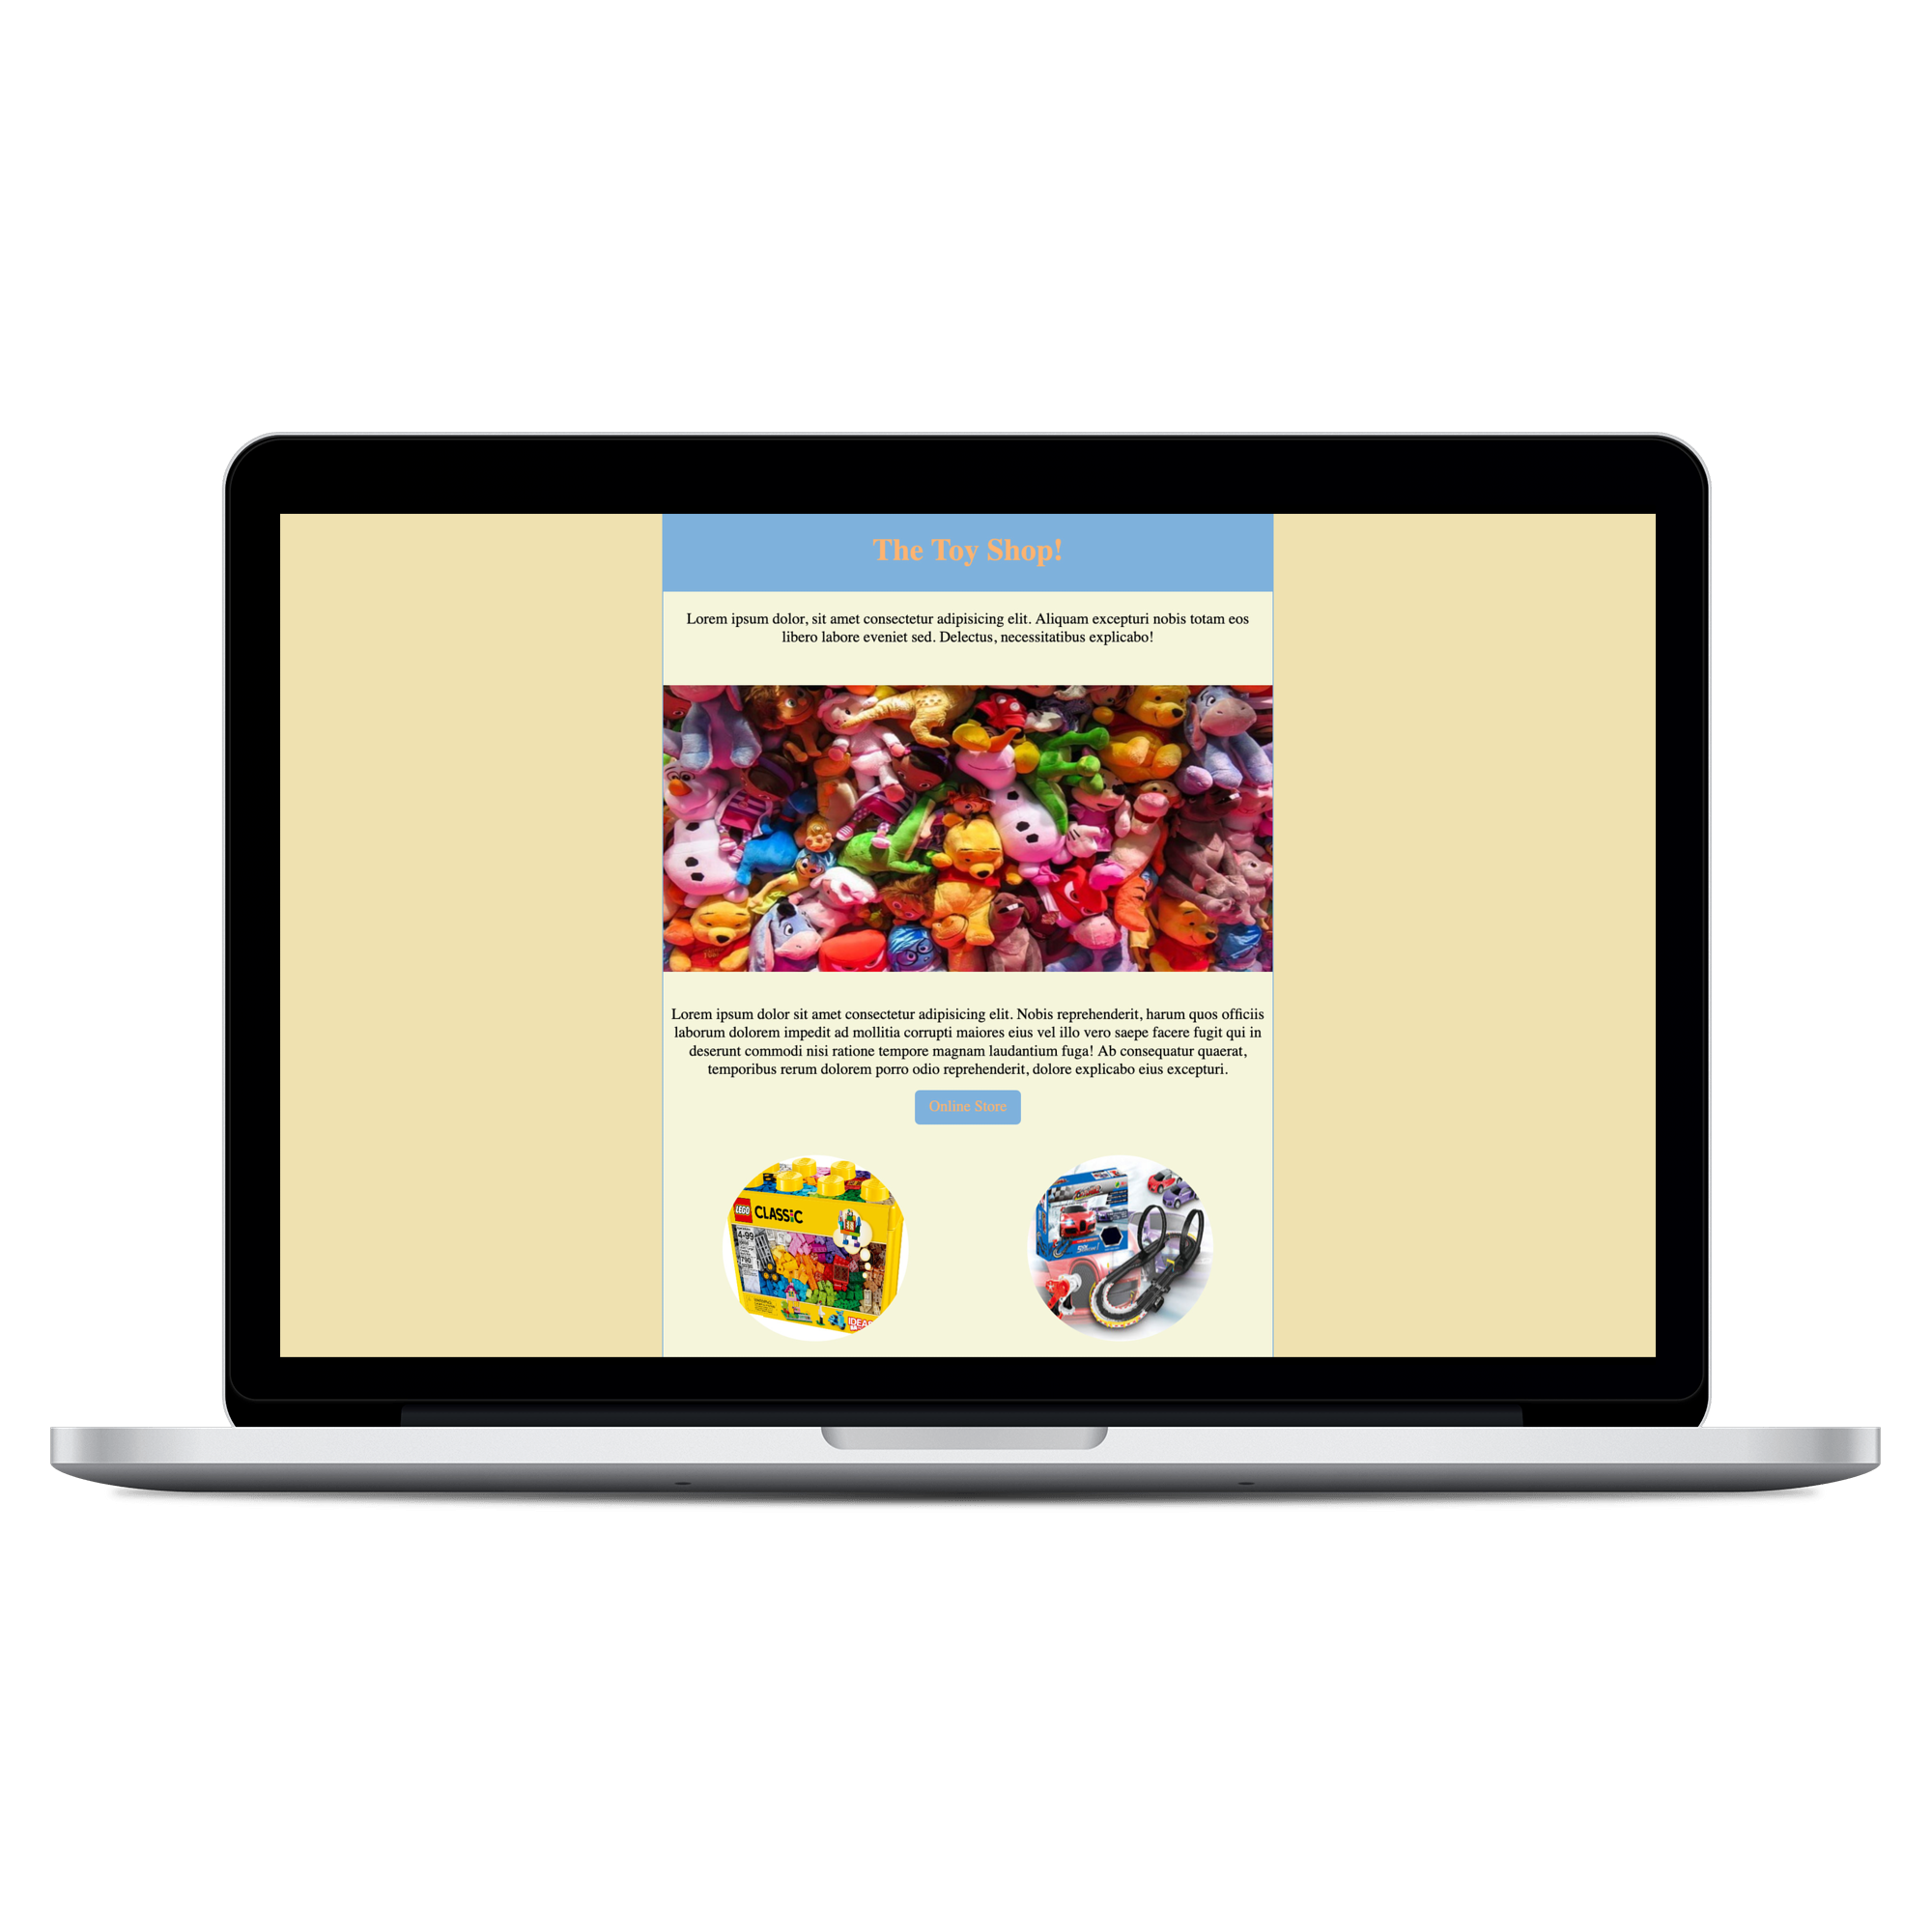 The Toy Shop!
Lorem ipsum dolor, sit amet consectetur adipisicing elit. Aliquam excepturi nobis totam eos
libero labore eveniet sed. Delectus, necessitatibus explicabo!
Lorem ipsum dolor sit amet consectetur adipisicing elit. Nobis reprehenderit, harum quos officiis
laborum dolorem impedit ad mollitia corrupti maiores eius vel illo vero saepe facere fugit qui in
deserunt commodi nisi ratione tempore magnam laudantium fuga! Ab consequatur quaerat,
temporibus rerum dolorem porro odio reprehenderit, dolore explicabo eius excepturi.
Online Store
LEGO CLASSIC
4-99
790
IDEAS